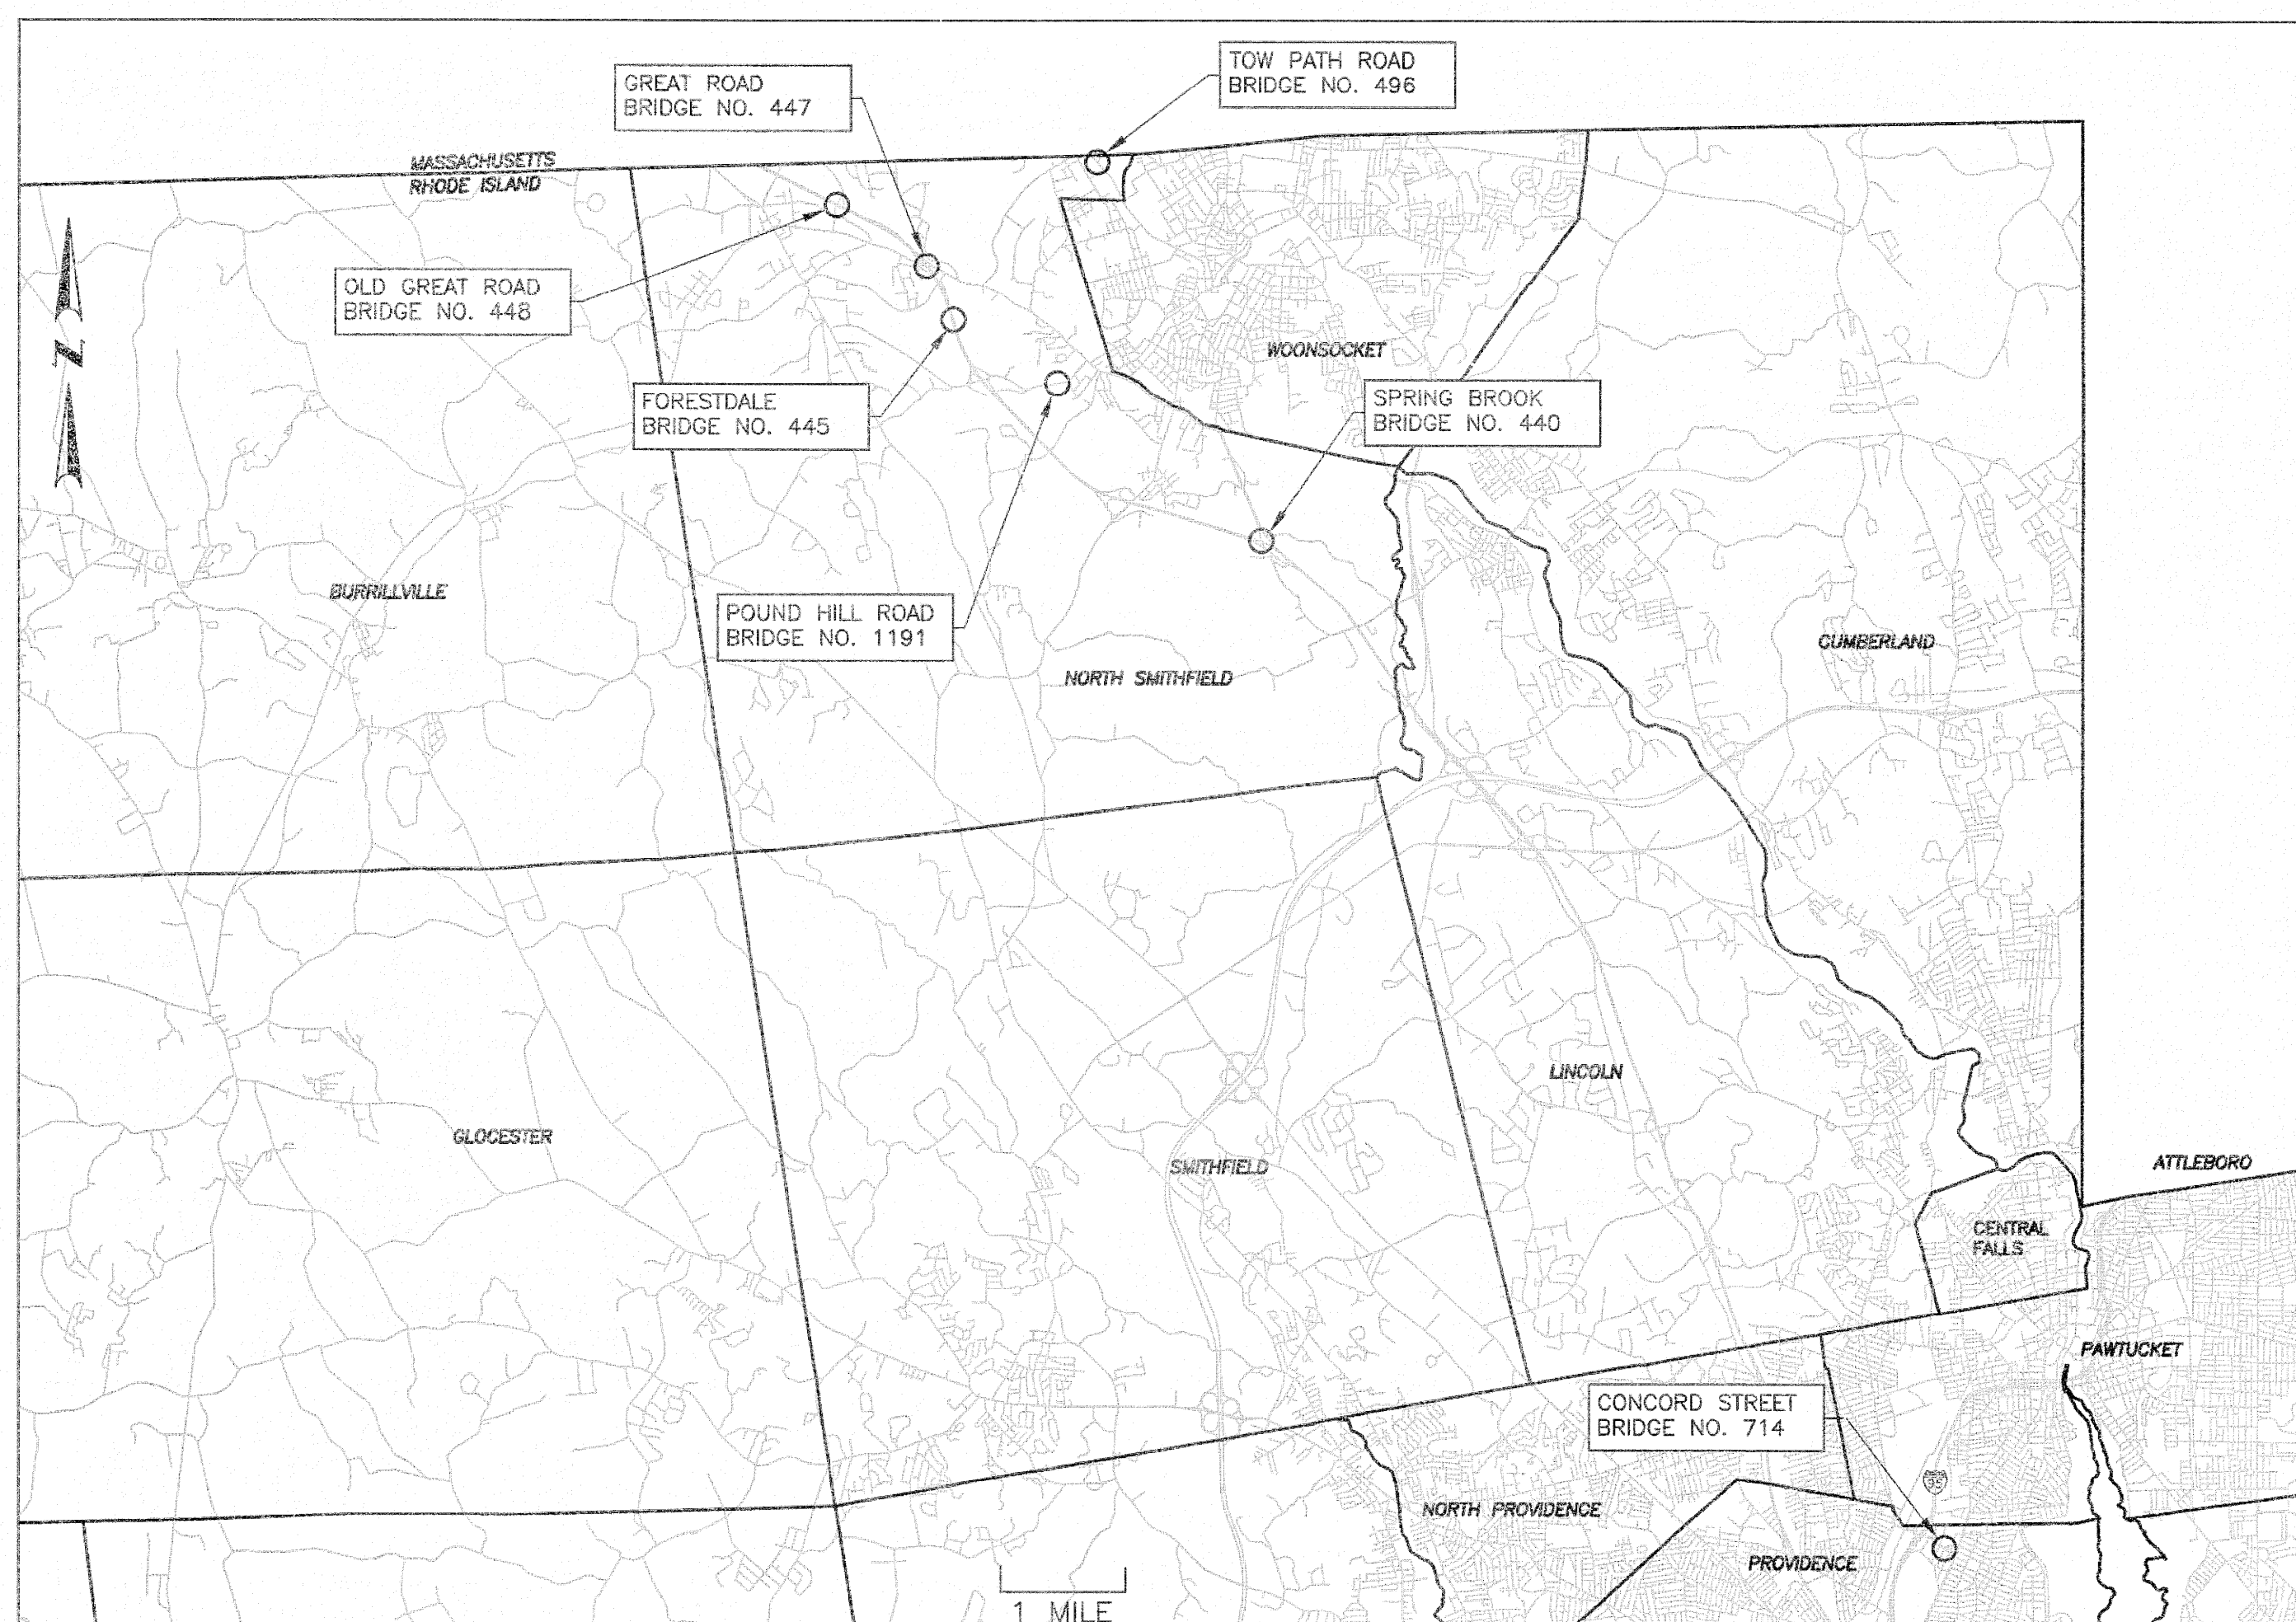 TOW PATH ROAD
BRIDGE NO. 496
GREAT ROAD
BRIDGE NO. 447
MASSACHUSETTS
RHODE ISLAND
OLD GREAT ROAD
BRIDGE NO. 448
N
WOONSOCKET
FORESTDALE
BRIDGE NO. 445
SPRING BROOK
BRIDGE NO. 440
BURRILLVILLE
POUND HILL ROAD
BRIDGE NO. 1191
CUMBERLAND
NORTH SMITHFIELD
LINCOLN
GLOCESTER
SMITHFIELD
ATTLEBORO
CENTRAL
FALLS
PAWTUCKET
CONCORD STREET
BRIDGE NO. 714
95
NORTH PROVIDENCE
PROVIDENCE
1 MILE